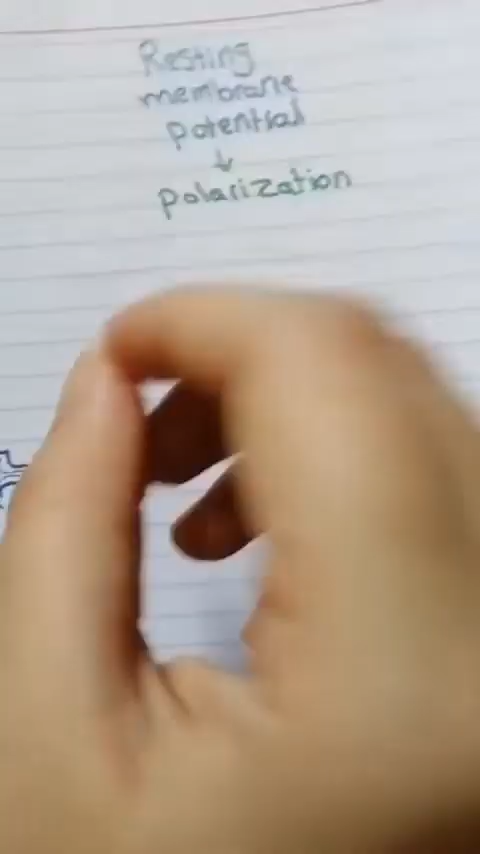 Resting
membrane
potential
↓
polarization